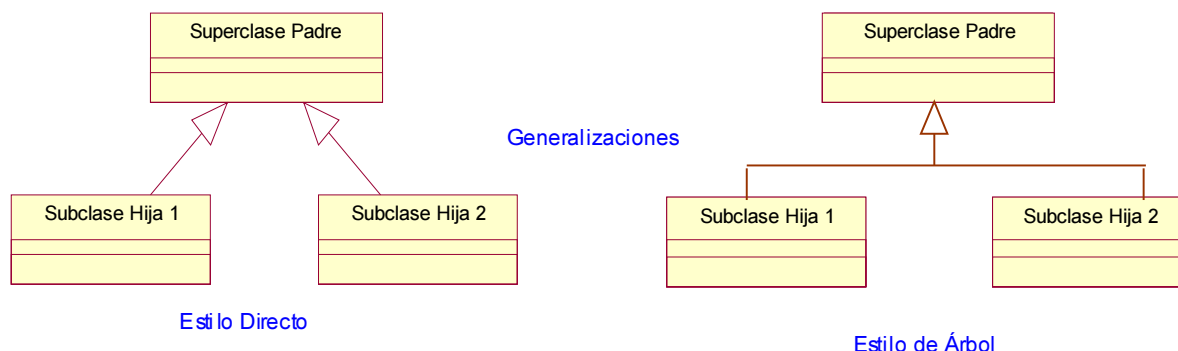 Superclase Padre
Superclase Padre
Generalizaciones
Subclase Hija 1
Subclase Hija 2
Subclase Hija 1
Subclase Hija 2
Estilo Directo
Estilo de Árbol